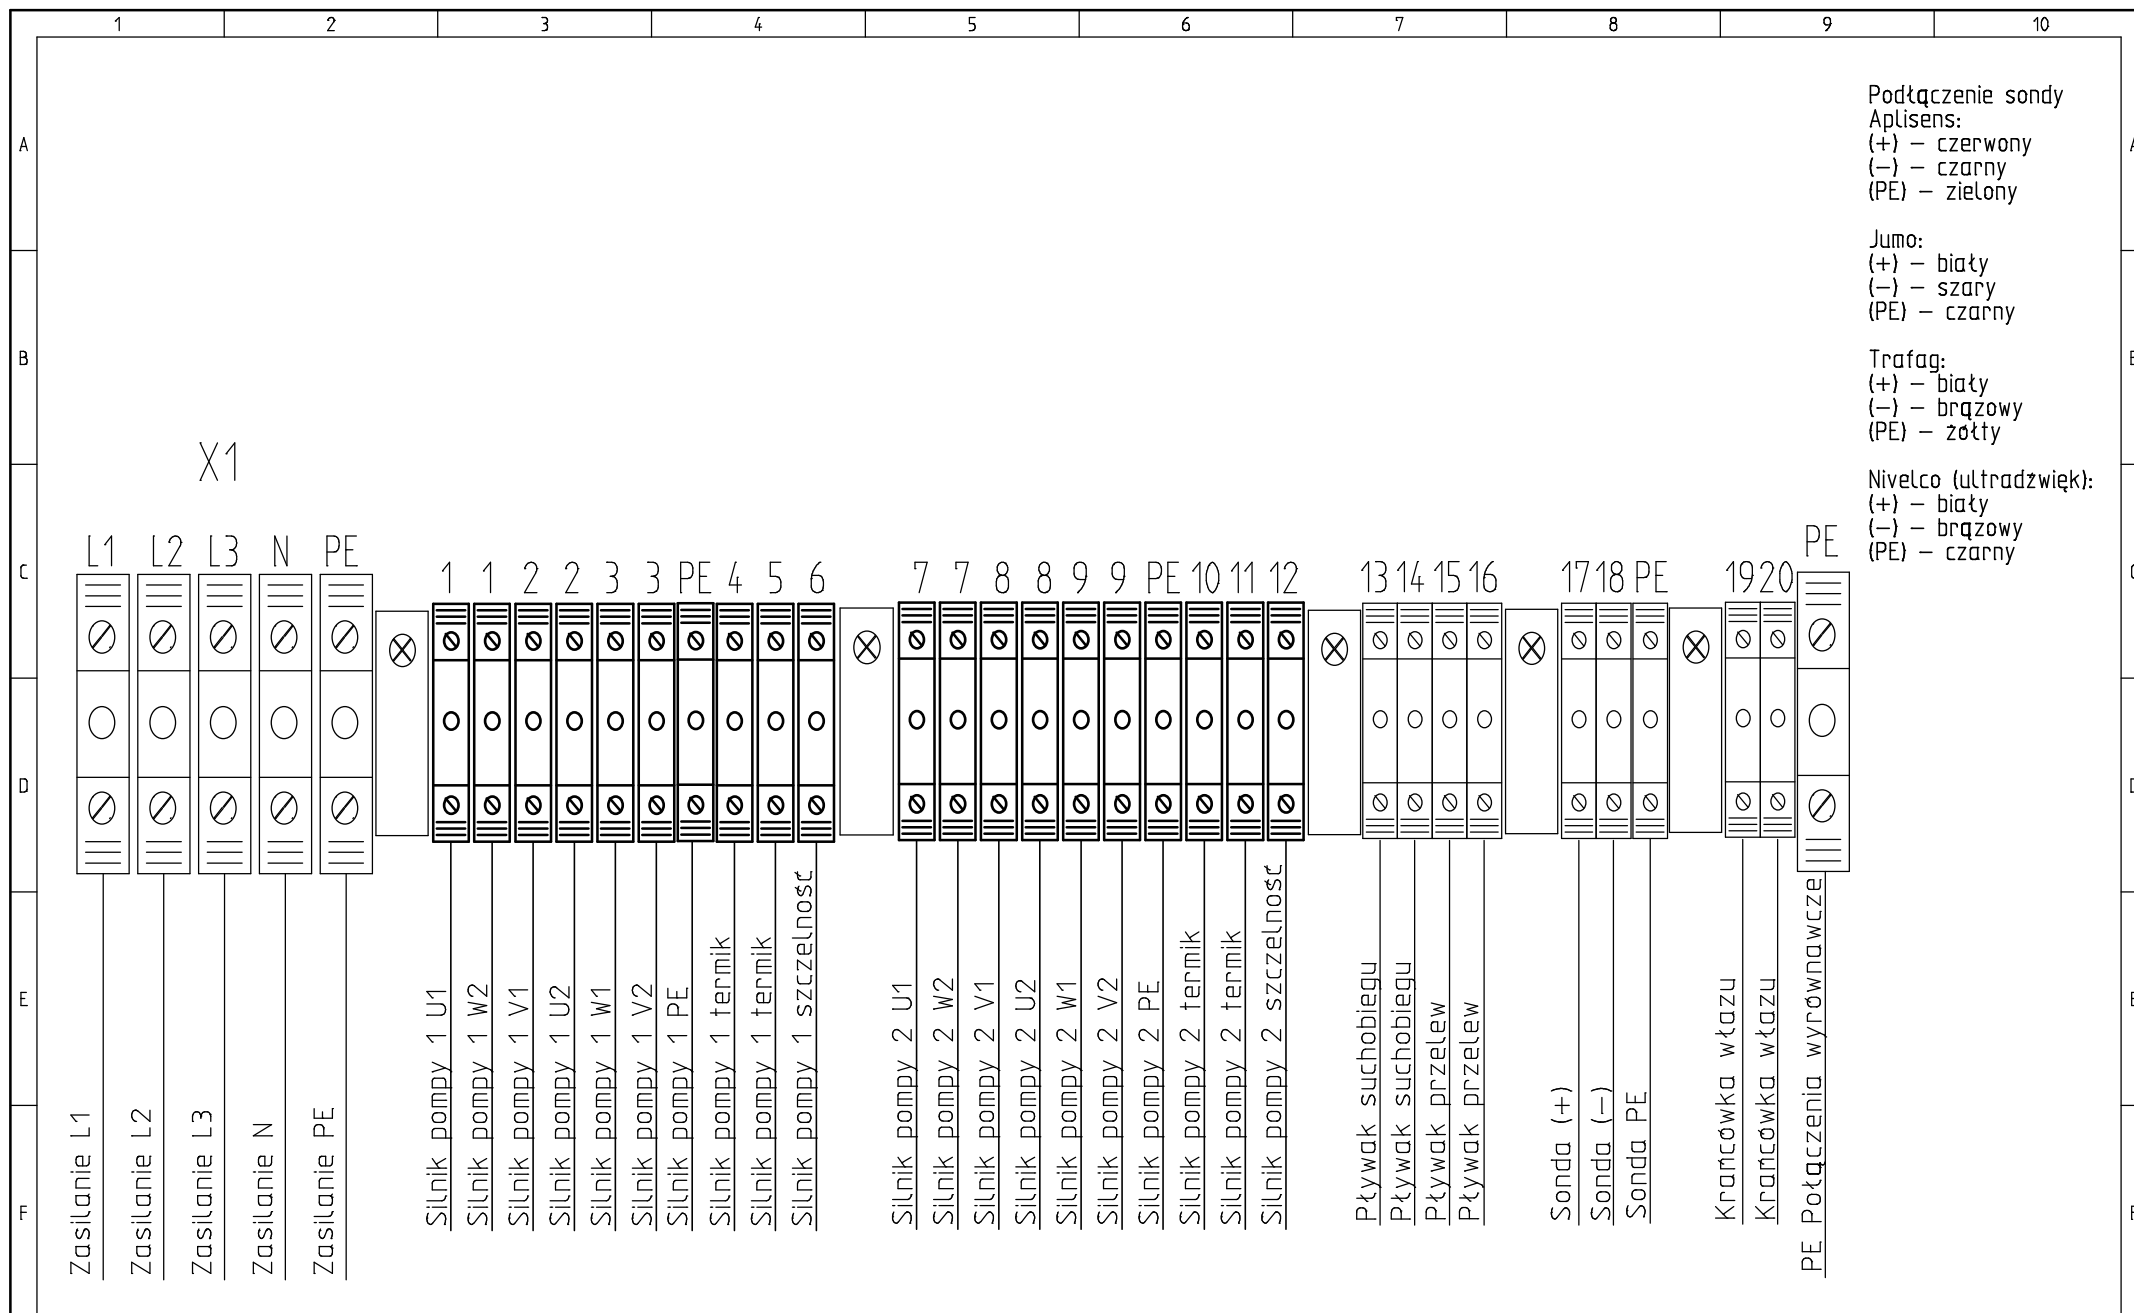 1 2 3 4 5 6 7 8 9 10
A A
B B
C C
D D
E E
F F
Podłączenie sondy
Aplisens:
(+) – czerwony
(–) – czarny
(PE) – zielony
Jumo:
(+) – biały
(–) – szary
(PE) – czarny
Trafag:
(+) – biały
(–) – brązowy
(PE) – żółty
Nivelco (ultradźwięk):
(+) – biały
(–) – brązowy
(PE) – czarny
X1
L1 L2 L3 N PE
1 1 2 2 3 3 PE 4 5 6
7 7 8 8 9 9 PE 10 11 12
13 14 15 16
17 18 PE
19 20
PE
Zasilanie L1
Zasilanie L2
Zasilanie L3
Zasilanie N
Zasilanie PE
Silnik pompy 1 U1
Silnik pompy 1 W2
Silnik pompy 1 V1
Silnik pompy 1 U2
Silnik pompy 1 W1
Silnik pompy 1 V2
Silnik pompy 1 PE
Silnik pompy 1 termik
Silnik pompy 1 termik
Silnik pompy 1 szczelność
Silnik pompy 2 U1
Silnik pompy 2 W2
Silnik pompy 2 V1
Silnik pompy 2 U2
Silnik pompy 2 W1
Silnik pompy 2 V2
Silnik pompy 2 PE
Silnik pompy 2 termik
Silnik pompy 2 termik
Silnik pompy 2 szczelność
Pływak suchobiegu
Pływak suchobiegu
Pływak przelew
Pływak przelew
Sonda (+)
Sonda (–)
Sonda PE
Krańcówka włazu
Krańcówka włazu
PE Połączenia wyrównawcze